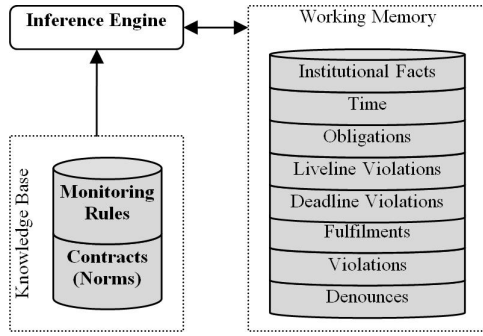 Inference Engine
Working Memory
Institutional Facts
Time
Obligations
Liveline Violations
Deadline Violations
Fulfilments
Violations
Denounces
Knowledge Base
Monitoring
Rules
Contracts
(Norms)